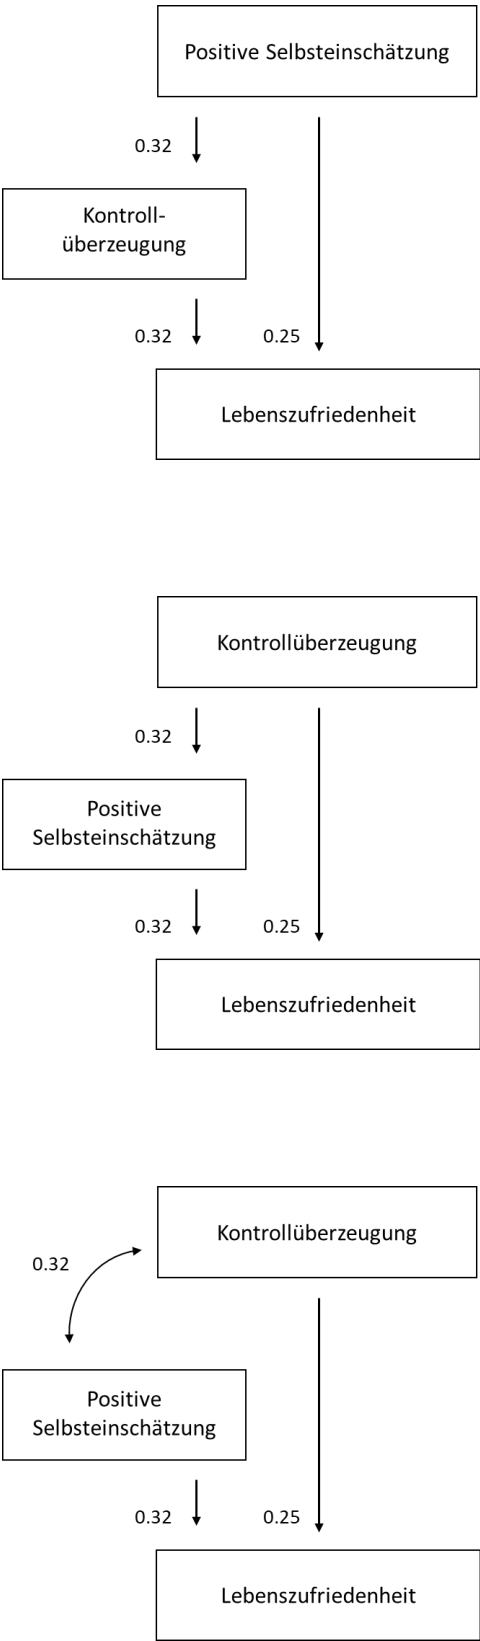 Positive Selbsteinschätzung
0.32
Kontroll-
überzeugung
0.32 0.25
Lebenszufriedenheit
Kontrollüberzeugung
0.32
Positive
Selbsteinschätzung
0.32 0.25
Lebenszufriedenheit
Kontrollüberzeugung
0.32
Positive
Selbsteinschätzung
0.32 0.25
Lebenszufriedenheit